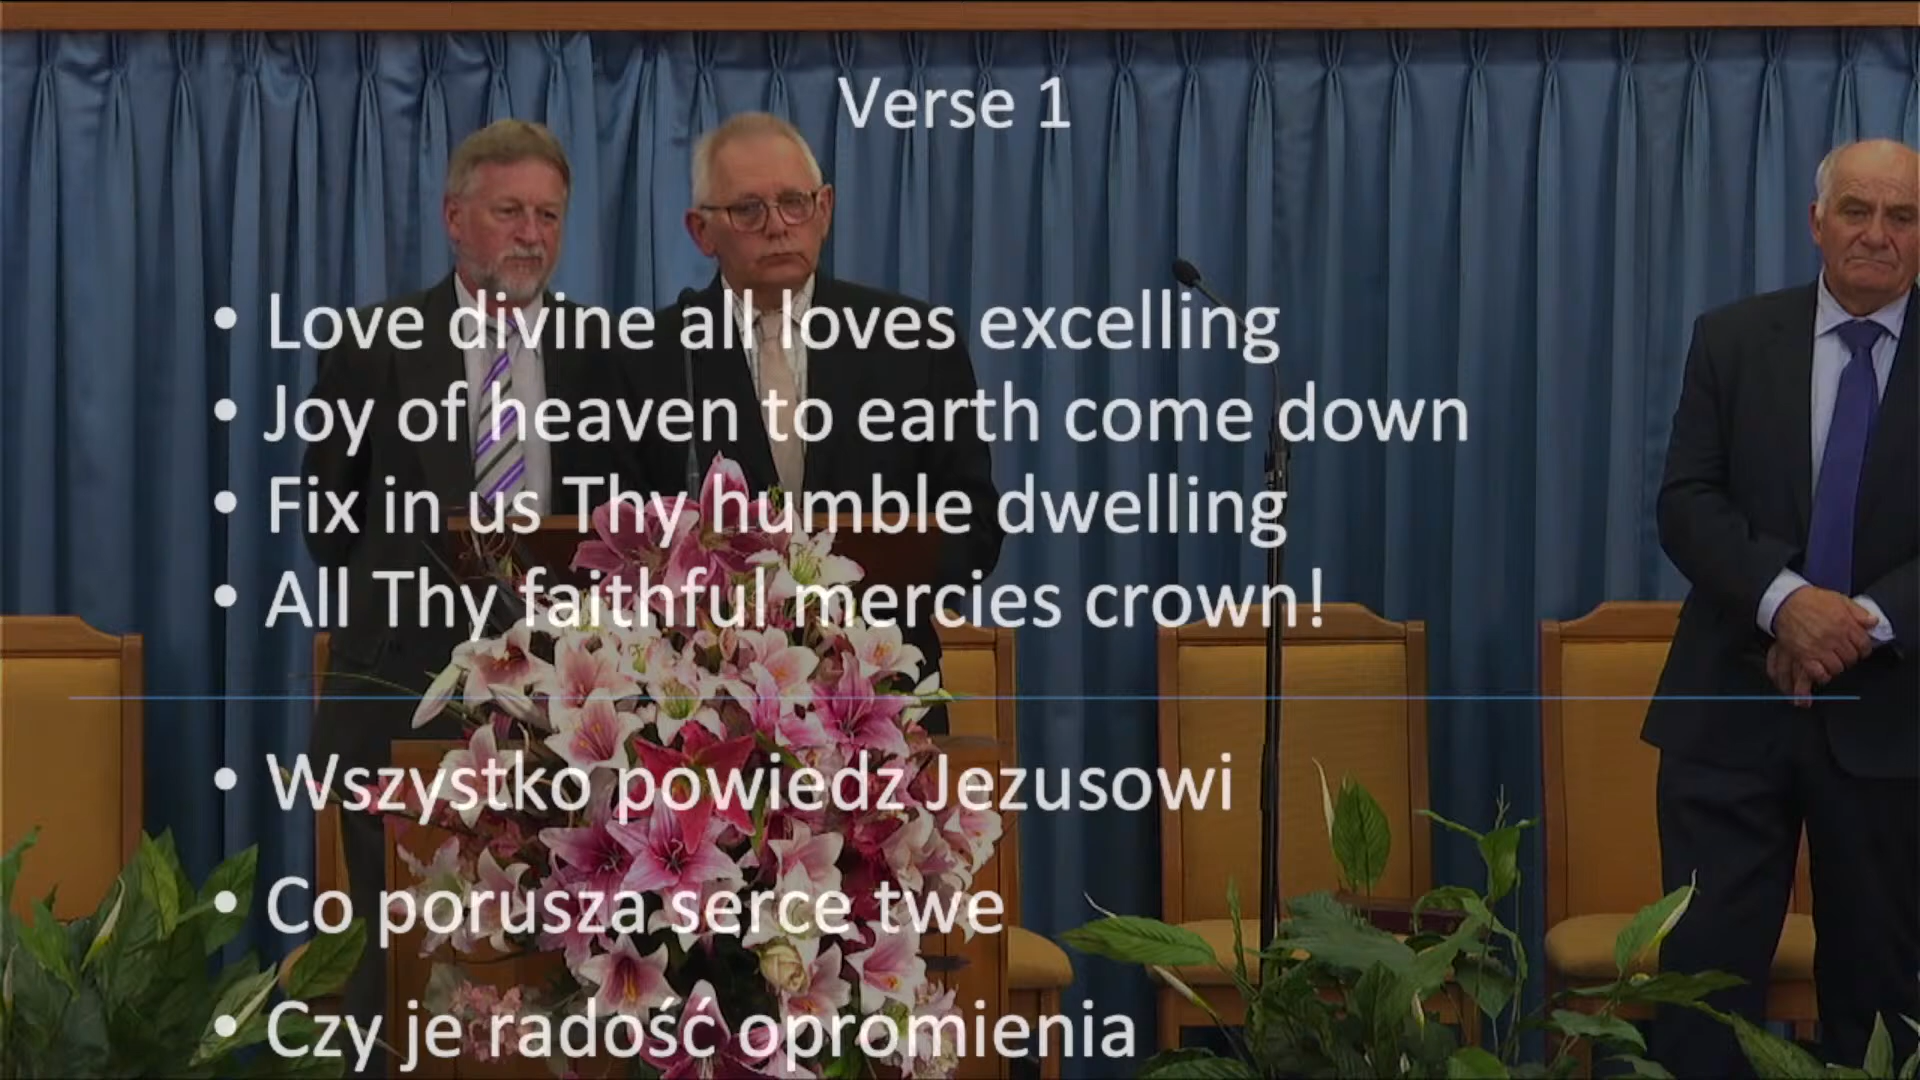 Verse 1
• Love divine all loves excelling
• Joy of heaven to earth come down
• Fix in us Thy humble dwelling
• All Thy faithful mercies crown!
• Wszystko powiedz Jezusowi
• Co porusza serce twe
• Czy je radość opromienia